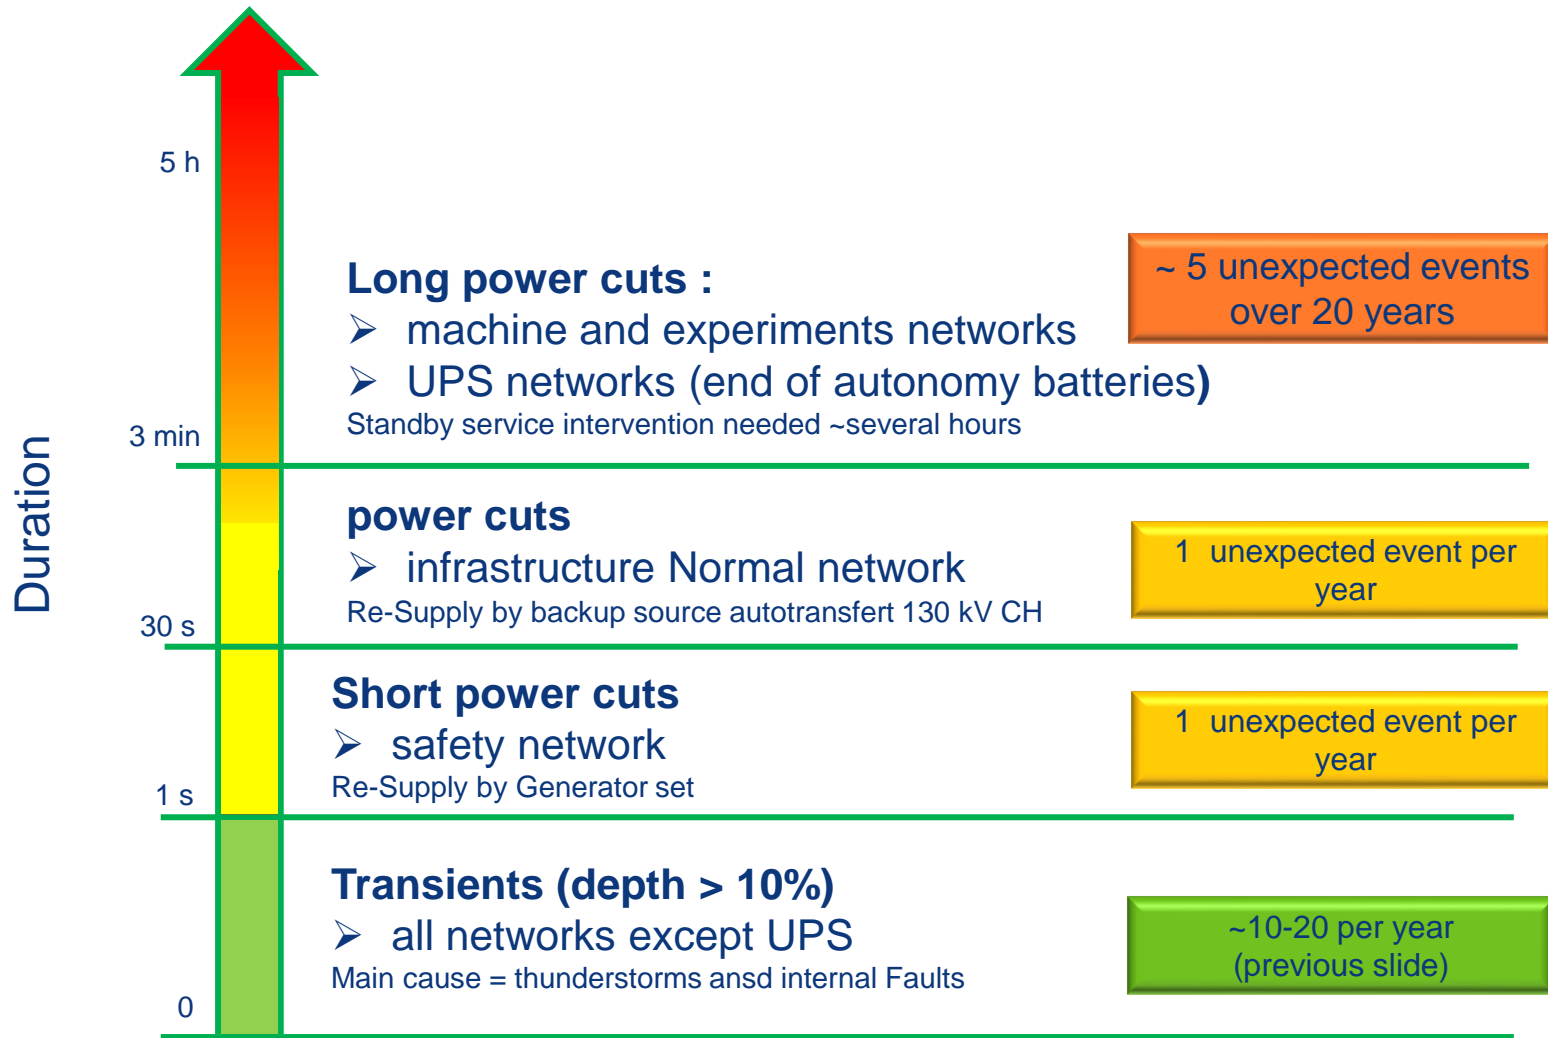 Duration
5 h
Long power cuts :
➢ machine and experiments networks
➢ UPS networks (end of autonomy batteries)
Standby service intervention needed ~several hours
~ 5 unexpected events
over 20 years
3 min
power cuts
➢ infrastructure Normal network
Re-Supply by backup source autotransfert 130 kV CH
1 unexpected event per
year
30 s
Short power cuts
➢ safety network
Re-Supply by Generator set
1 unexpected event per
year
1 s
Transients (depth > 10%)
➢ all networks except UPS
Main cause = thunderstorms ansd internal Faults
~10-20 per year
(previous slide)
0